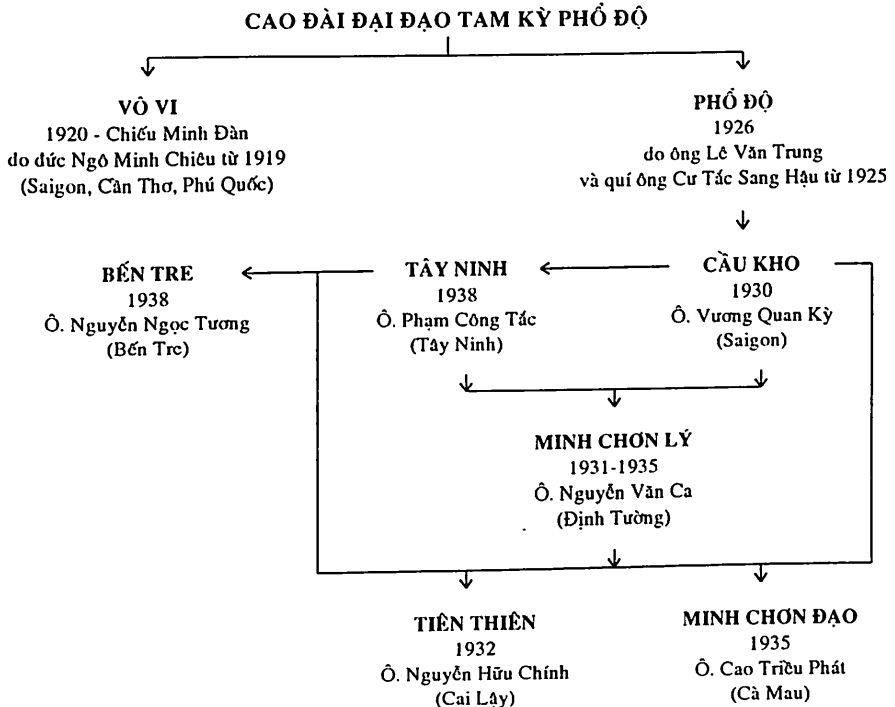 CAO ĐÀI ĐẠI ĐẠO TAM KỲ PHỔ ĐỘ
VÔ VI
1920 - Chiếu Minh Đàn
do đức Ngô Minh Chiêu từ 1919
(Saigon, Cần Thơ, Phú Quốc)
PHỔ ĐỘ
1926
do ông Lê Văn Trung
và quí ông Cư Tắc Sang Hậu từ 1925
BẾN TRE
1938
Ô. Nguyễn Ngọc Tương
(Bến Tre)
TÂY NINH
1938
Ô. Phạm Công Tắc
(Tây Ninh)
CẦU KHO
1930
Ô. Vương Quan Kỳ
(Saigon)
MINH CHƠN LÝ
1931-1935
Ô. Nguyễn Văn Ca
(Định Tường)
TIÊN THIÊN
1932
Ô. Nguyễn Hữu Chính
(Cai Lậy)
MINH CHƠN ĐẠO
1935
Ô. Cao Triều Phát
(Cà Mau)